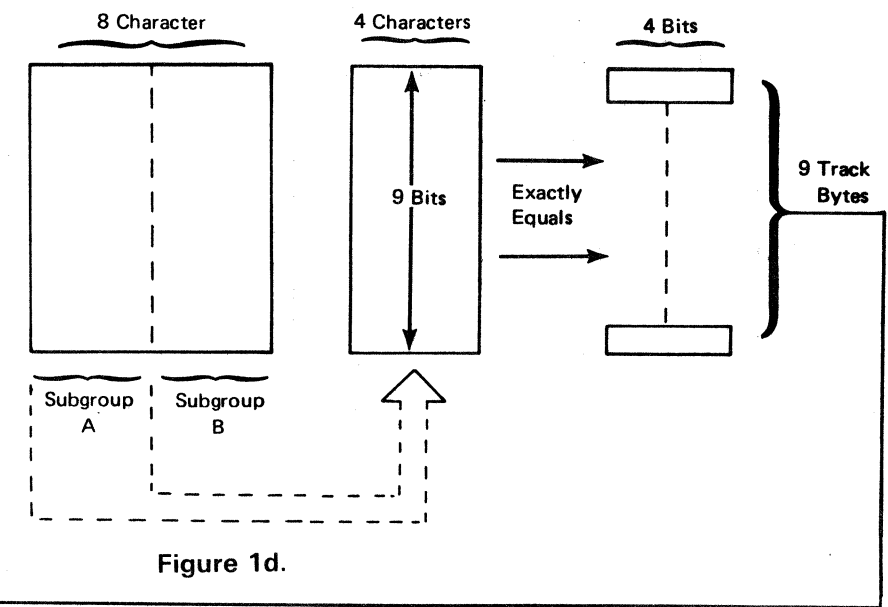 8 Character
4 Characters
4 Bits
9 Bits
Exactly
Equals
9 Track
Bytes
Subgroup
A
Subgroup
B
Figure 1d.